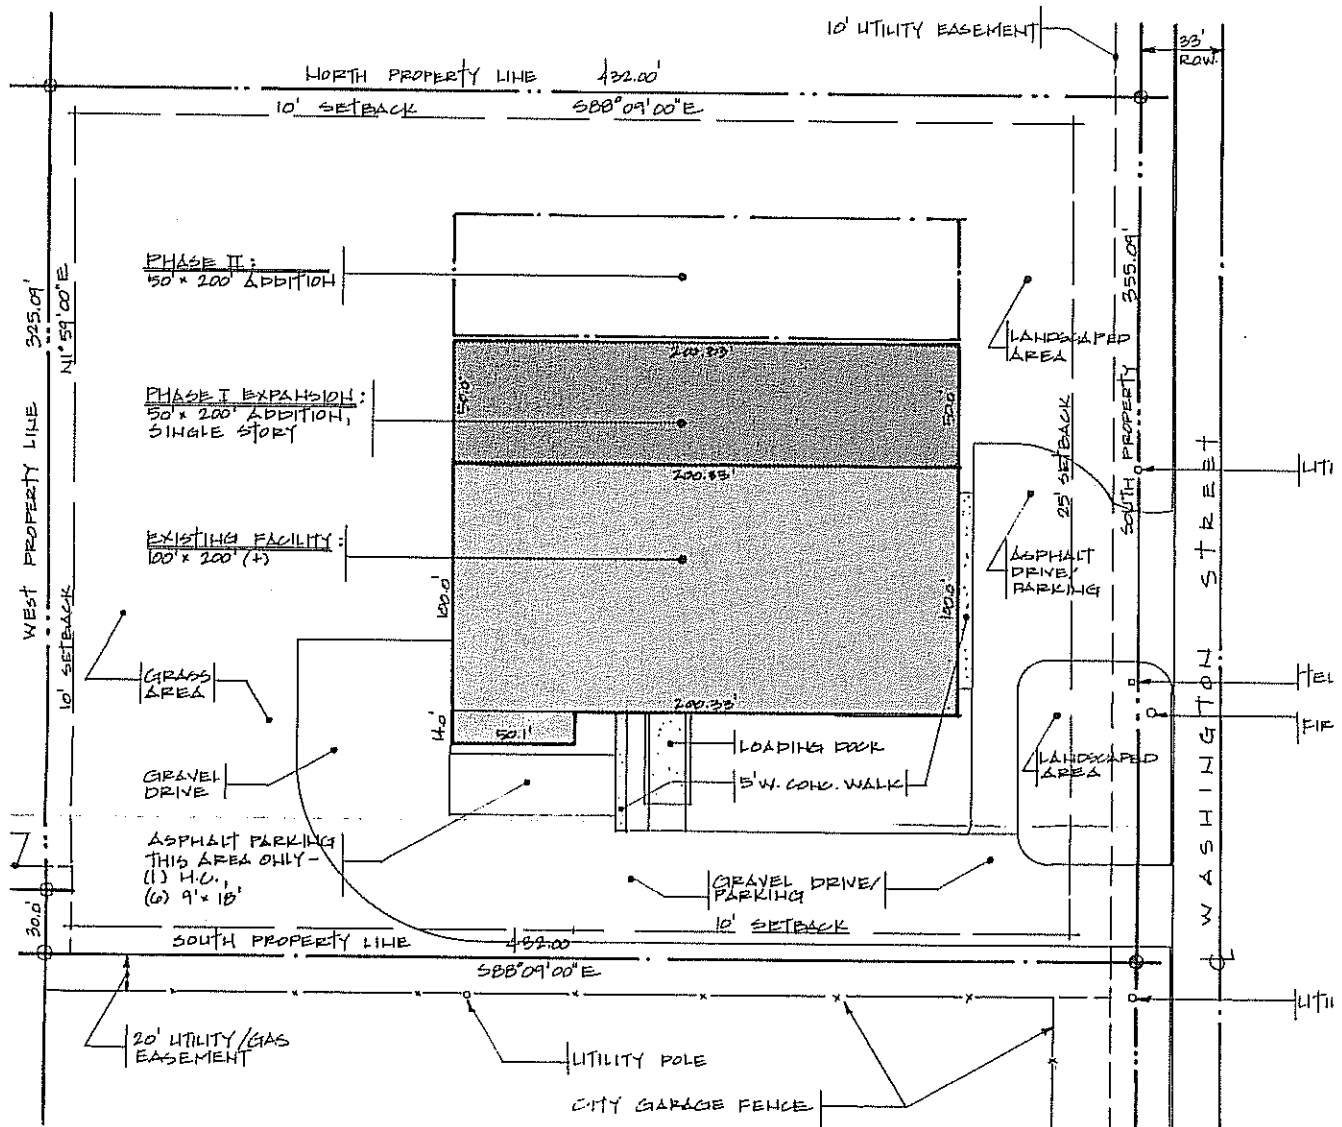 10' UTILITY EASEMENT
33'
R.O.W.
NORTH PROPERTY LINE 432.00'
10' SETBACK S88°09'00"E
PHASE II:
50' x 200' ADDITION
WEST PROPERTY LINE 325.09'
N1°59'00"E
10' SETBACK
SOUTH PROPERTY 355.09'
25' SETBACK
LANDSCAPED
AREA
50.0'
50.0'
PHASE I EXPANSION:
50' x 200' ADDITION,
SINGLE STORY
200.33'
EXISTING FACILITY:
100' x 200' (±)
100.0'
100.0'
ASPHALT
DRIVE/
PARKING
WASHINGTON STREET
GRASS
AREA
200.33'
14.0'
50.1'
LOADING DOCK
5' W. CONC. WALK
LANDSCAPED
AREA
GRAVEL
DRIVE
ASPHALT PARKING
THIS AREA ONLY -
(1) H.C.,
(6) 9' x 18'
GRAVEL DRIVE/
PARKING
10' SETBACK
30.0'
SOUTH PROPERTY LINE 432.00'
S88°09'00"E
20' UTILITY/GAS
EASEMENT
UTILITY POLE
CITY GARAGE FENCE